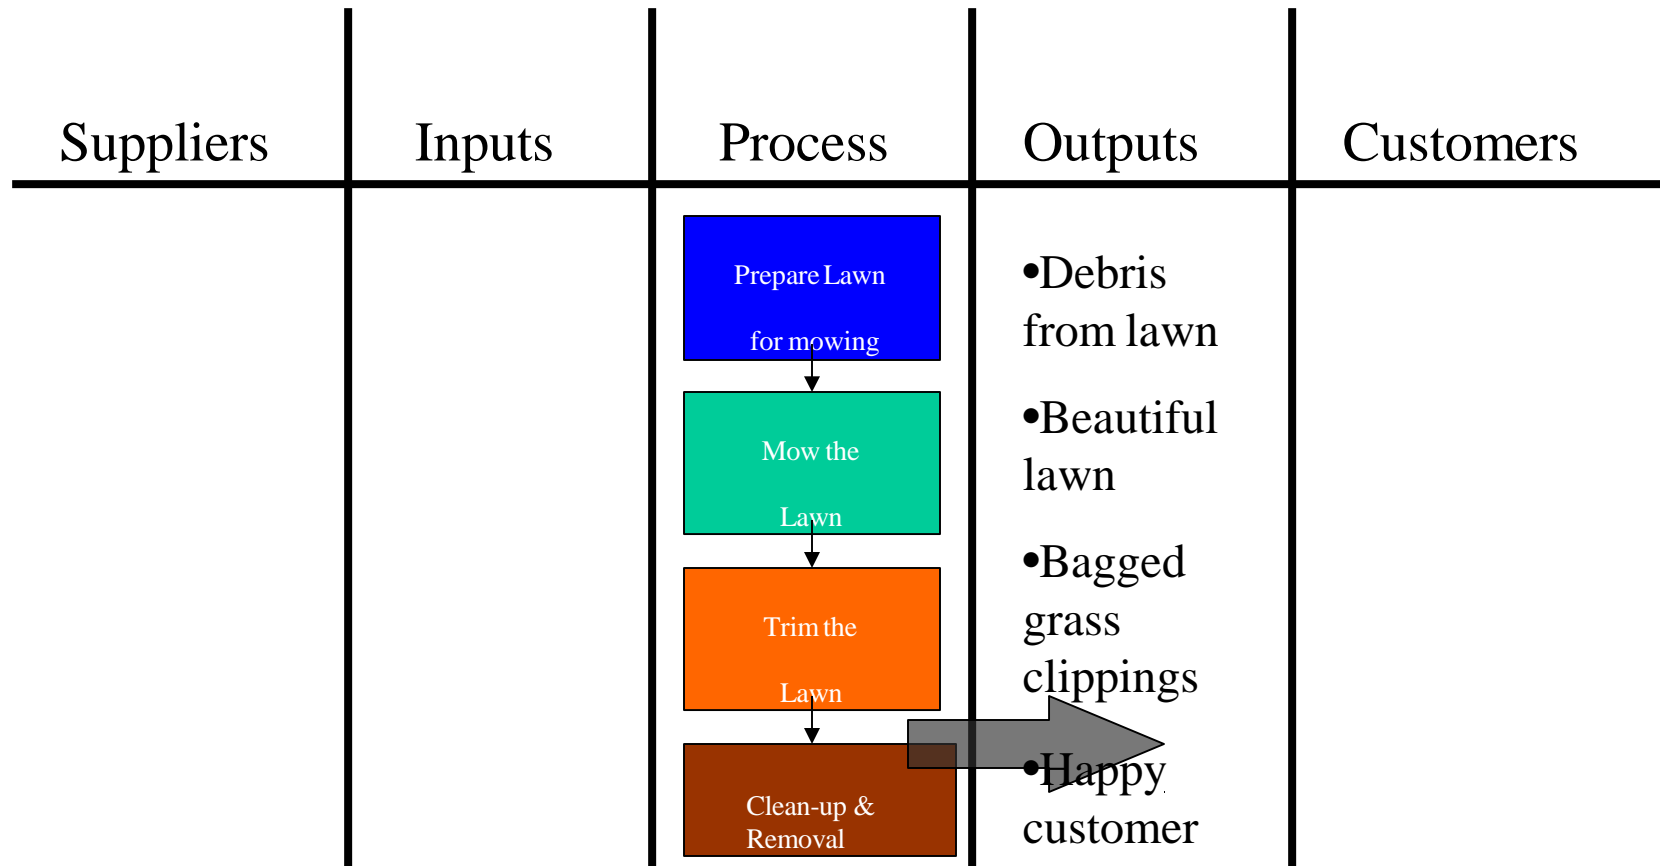 Suppliers Inputs Process Outputs Customers
Prepare Lawn
for mowing
Mow the
Lawn
Trim the
Lawn
Clean-up &
Removal
•Debris
from lawn
•Beautiful
lawn
•Bagged
grass
clippings
•Happy
customer